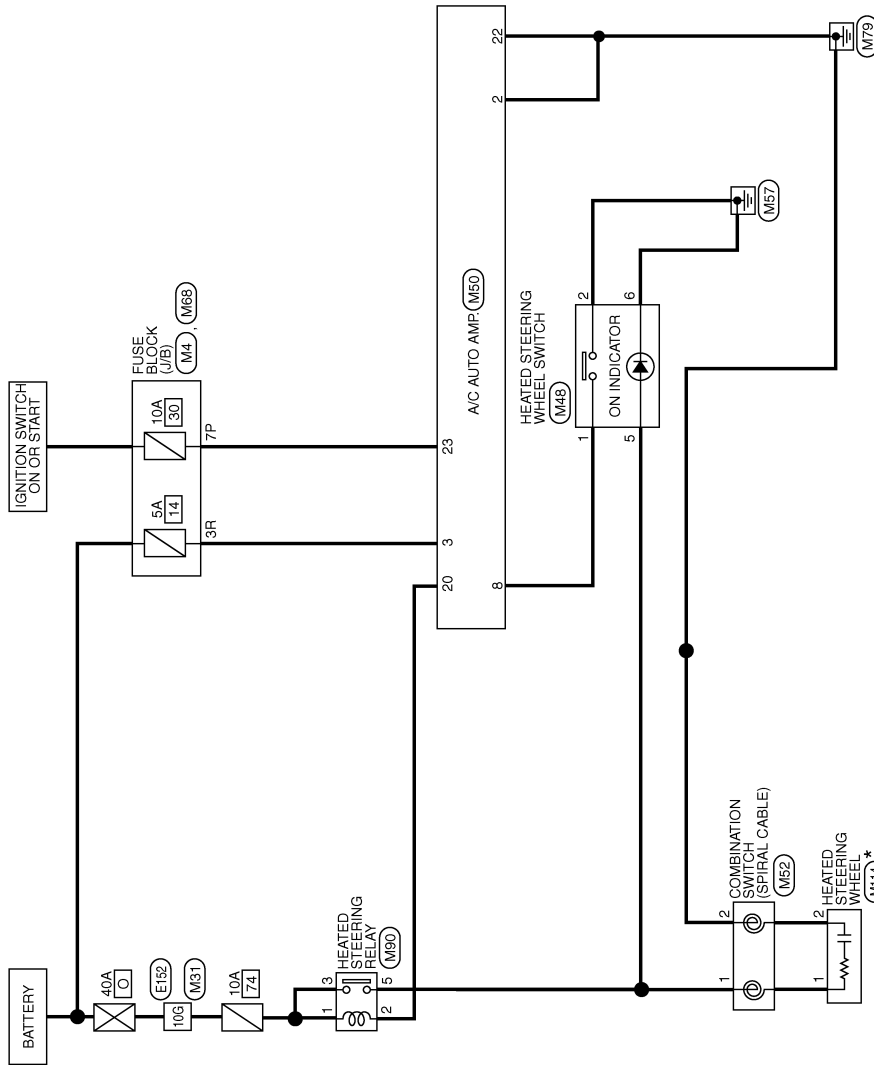 IGNITION SWITCH
ON OR START
BATTERY
FUSE
BLOCK
(J/B)
M4 , M68
10A
30
7P
5A
14
3R
40A
O
E152
10G
M31
10A
74
HEATED
STEERING
RELAY
M90
1
3
2
5
A/C AUTO AMP. M50
22
2
23
3
20
8
HEATED STEERING
WHEEL SWITCH
M48
ON INDICATOR
1
2
5
6
M57
M79
COMBINATION
SWITCH
(SPIRAL CABLE)
M52
1
2
HEATED
STEERING
WHEEL
*
1
2